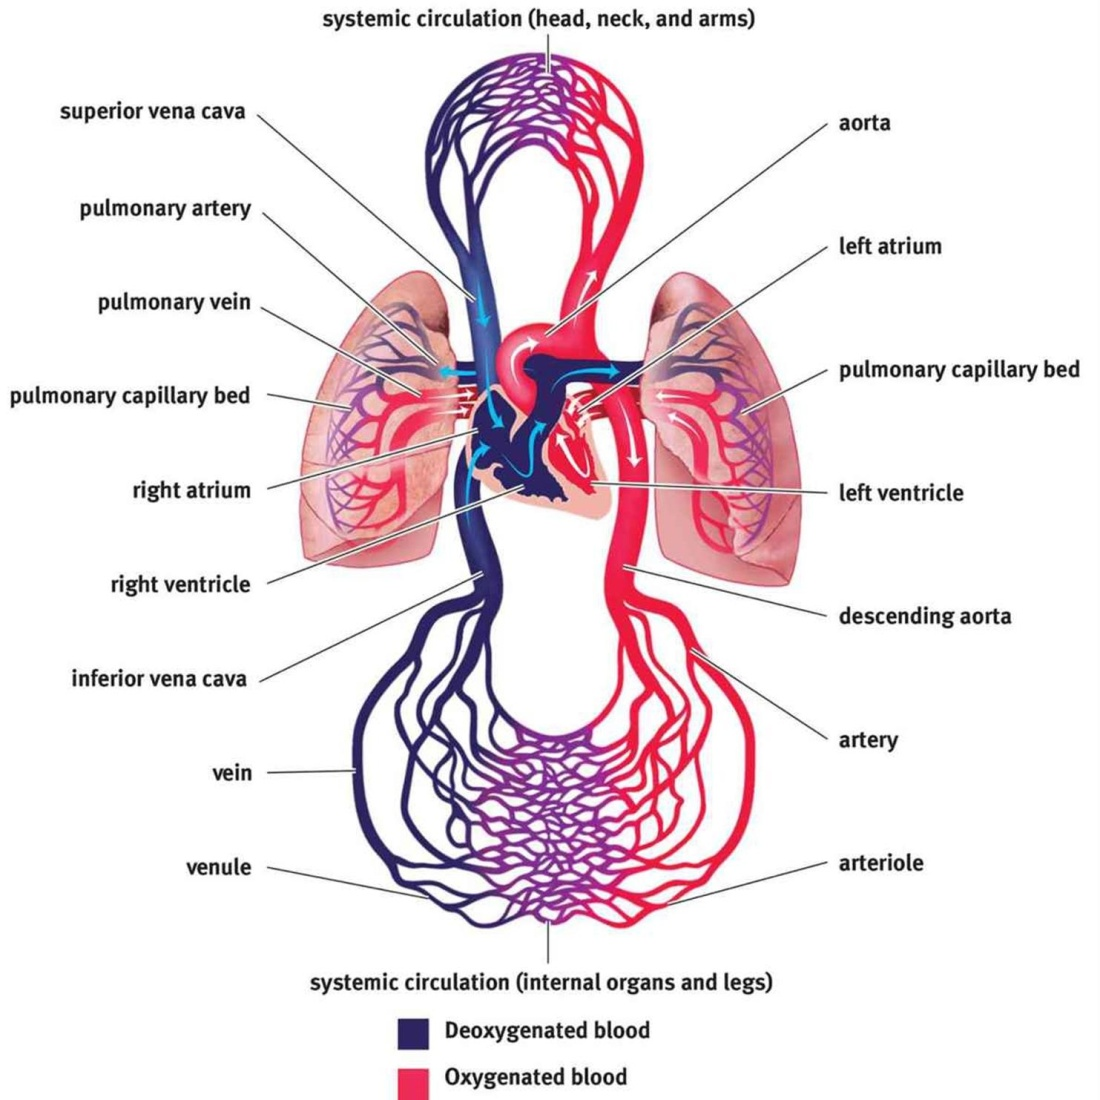 systemic circulation (head, neck, and arms)
superior vena cava
pulmonary artery
pulmonary vein
pulmonary capillary bed
right atrium
right ventricle
inferior vena cava
vein
venule
aorta
left atrium
pulmonary capillary bed
left ventricle
descending aorta
artery
arteriole
systemic circulation (internal organs and legs)
Deoxygenated blood
Oxygenated blood